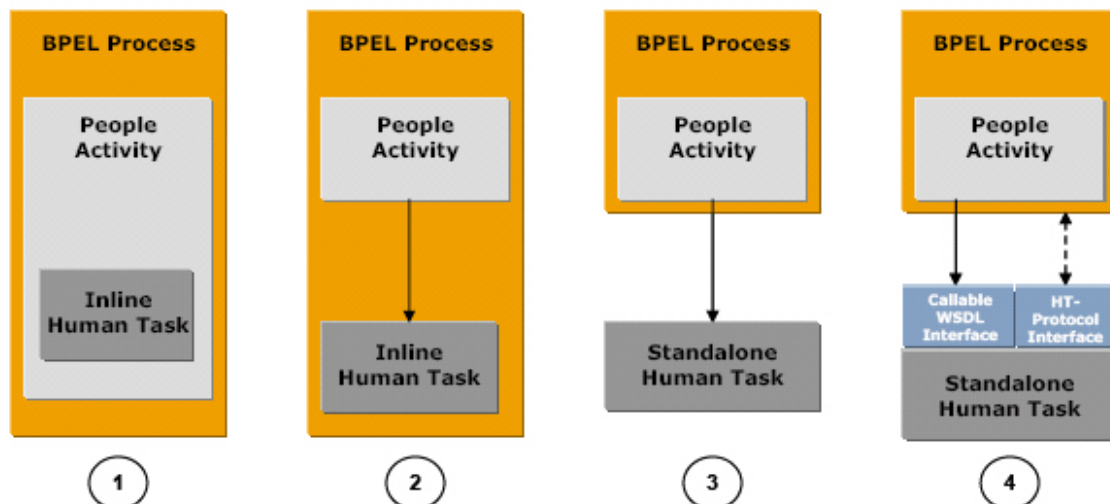 BPEL Process
People
Activity
Inline
Human Task
1
BPEL Process
People
Activity
Inline
Human Task
2
BPEL Process
People
Activity
Standalone
Human Task
3
BPEL Process
People
Activity
Callable
WSDL
Interface
HT-
Protocol
Interface
Standalone
Human Task
4